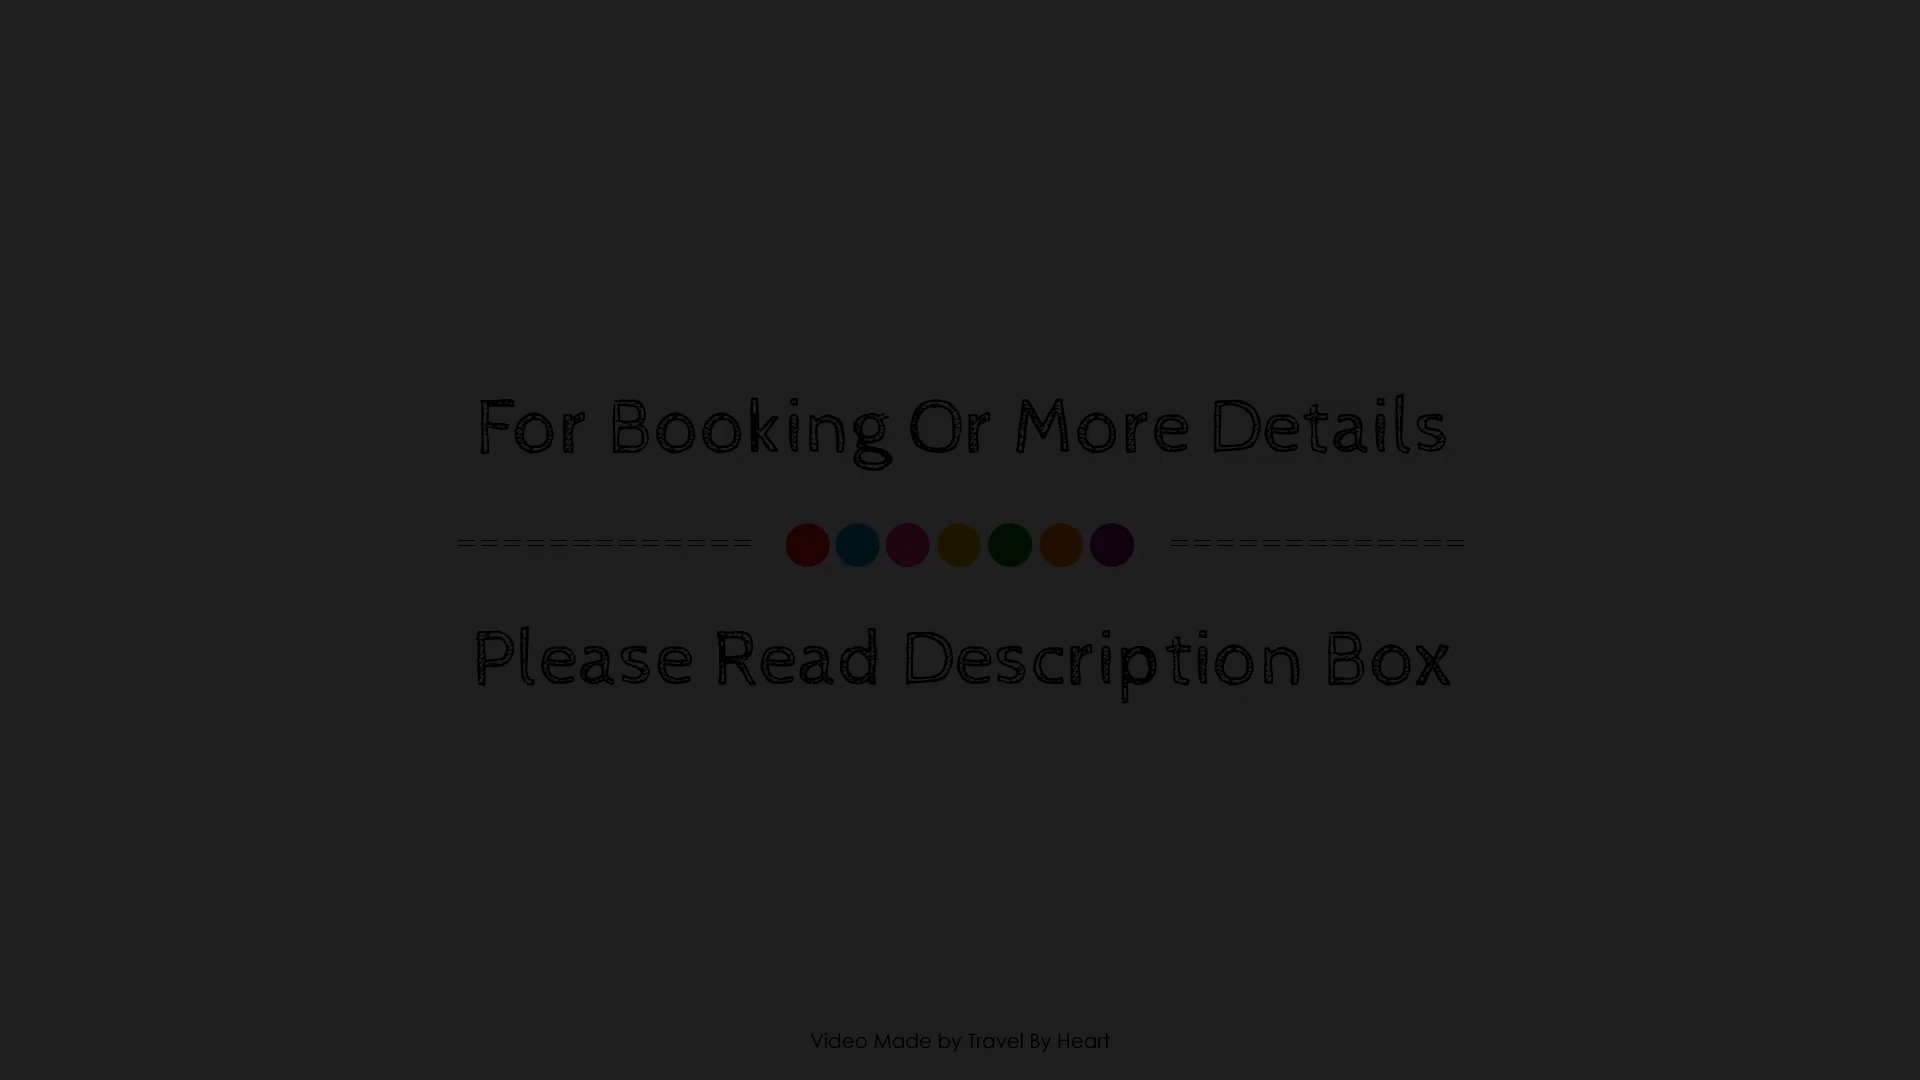 For Booking Or More Details
============= =============
Please Read Description Box
Video Made by Travel By Heart